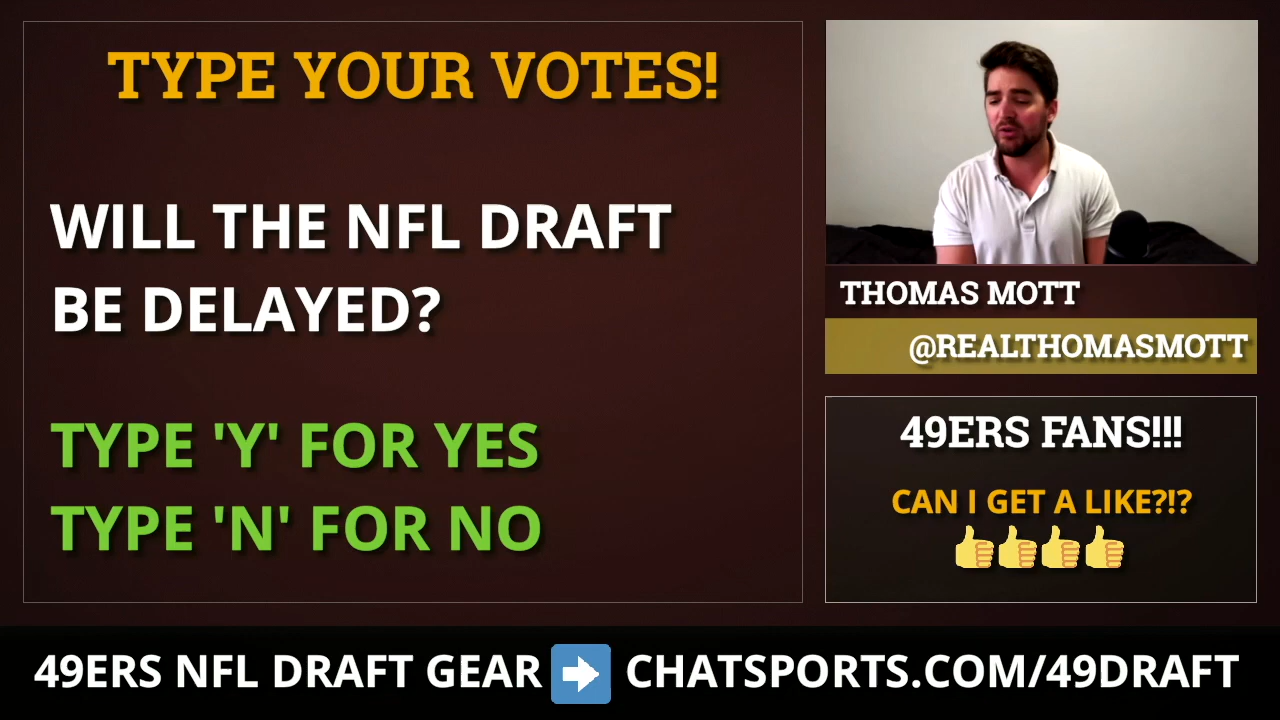 TYPE YOUR VOTES!
WILL THE NFL DRAFT
BE DELAYED?
TYPE 'Y' FOR YES
TYPE 'N' FOR NO
THOMAS MOTT
@REALTHOMASMOTT
49ERS FANS!!!
CAN I GET A LIKE?!?
👍👍👍👍
49ERS NFL DRAFT GEAR ➡️ CHATSPORTS.COM/49DRAFT